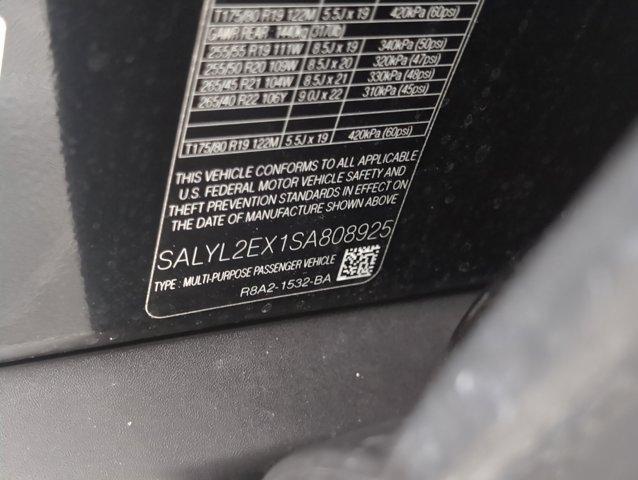 T175/80 R19 122M 5.5J x 19 420kPa (60psi)
GAWR REAR: 1440kg (3170lb)
255/55 R19 111W 8.5J x 19 340kPa (50psi)
255/50 R20 109W 8.5J x 20 320kPa (47psi)
265/45 R21 104W 8.5J x 21 330kPa (48psi)
265/40 R22 106Y 9.0J x 22 310kPa (45psi)
T175/80 R19 122M 5.5J x 19 420kPa (60psi)
THIS VEHICLE CONFORMS TO ALL APPLICABLE
U.S. FEDERAL MOTOR VEHICLE SAFETY AND
THEFT PREVENTION STANDARDS IN EFFECT ON
THE DATE OF MANUFACTURE SHOWN ABOVE
SALYL2EX1SA808925
TYPE : MULTI-PURPOSE PASSENGER VEHICLE
R8A2-1532-BA